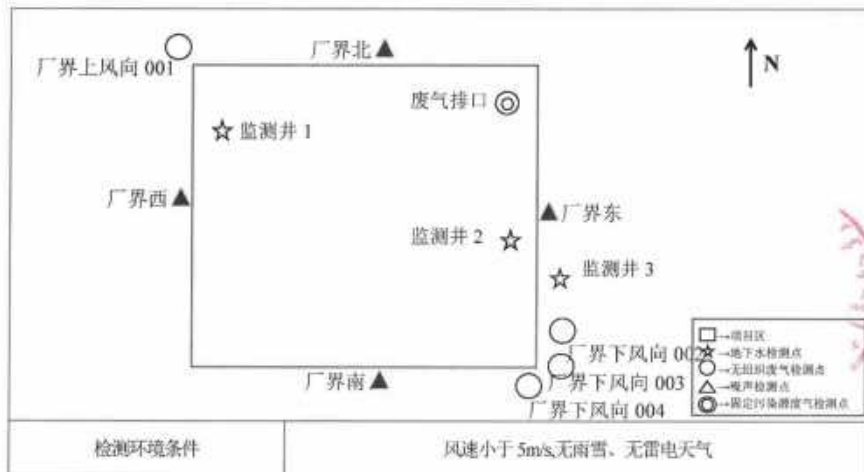 厂界北
N
厂界上风向 001
废气排口
监测井 1
厂界西
厂界东
监测井 2
监测井 3
厂界下风向 002
厂界下风向 003
厂界下风向 004
厂界南
→项目区
→地下水检测点
→无组织废气检测点
→噪声检测点
→固定污染源废气检测点
检测环境条件
风速小于 5m/s,无雨雪、无雷电天气